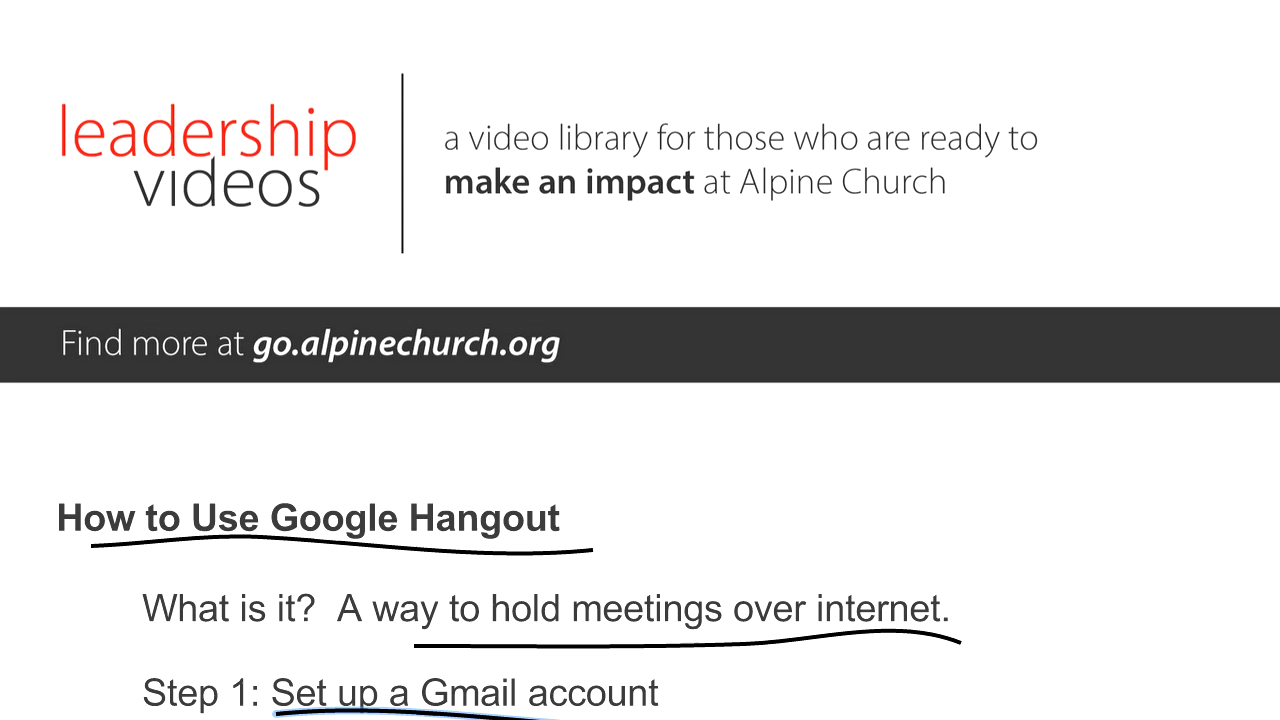 leadership
videos
a video library for those who are ready to
make an impact at Alpine Church
Find more at go.alpinechurch.org
How to Use Google Hangout
What is it?  A way to hold meetings over internet.
Step 1: Set up a Gmail account